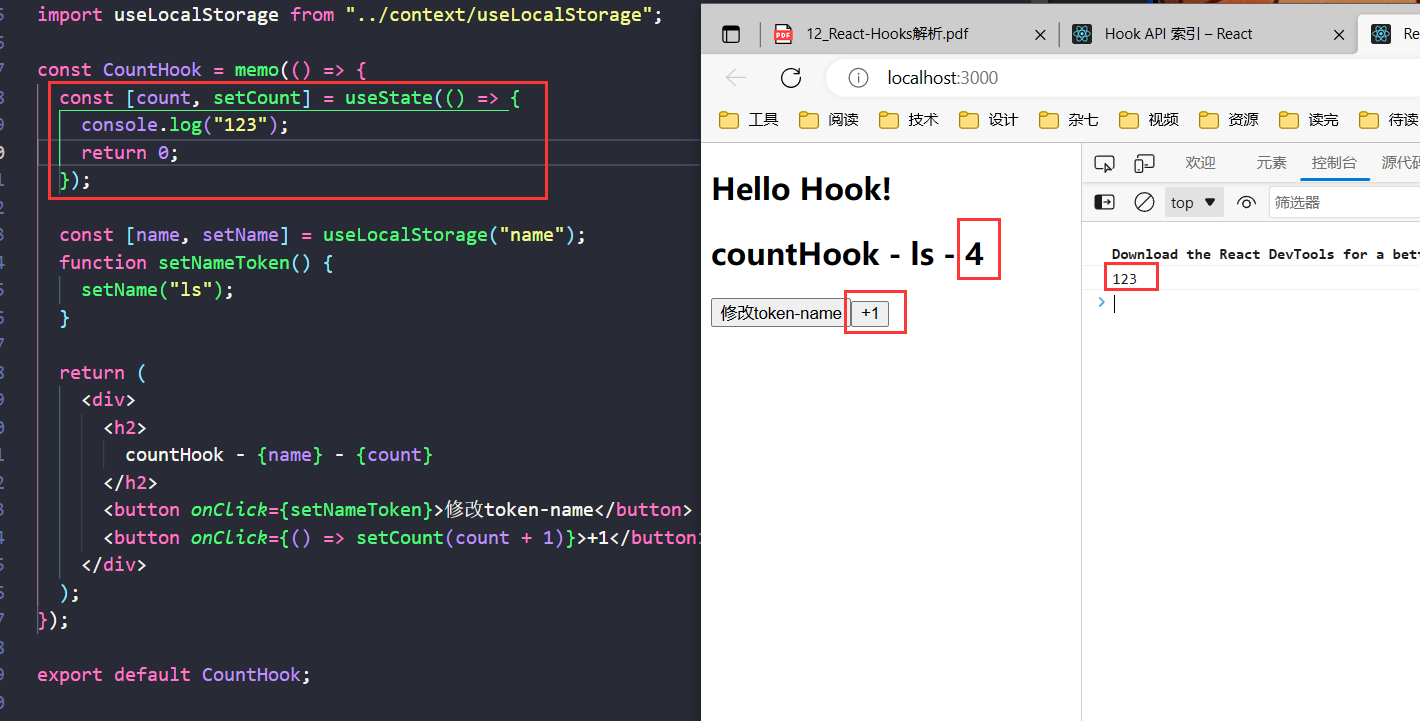 import useLocalStorage from "../context/useLocalStorage";
const CountHook = memo(() => {
const [count, setCount] = useState(() => {
console.log("123");
return 0;
});
const [name, setName] = useLocalStorage("name");
function setNameToken() {
setName("ls");
}
return (
<div>
<h2>
countHook - {name} - {count}
</h2>
<button onClick={setNameToken}>修改token-name</button>
<button onClick={() => setCount(count + 1)}>+1</button>
</div>
);
});
export default CountHook;
PDF
12_React-Hooks解析.pdf
Hook API 索引 – React
Re
localhost:3000
工具 阅读 技术 设计 杂七 视频 资源 读完 待读
Hello Hook!
countHook - ls - 4
修改token-name +1
欢迎 元素 控制台 源代码
top 筛选器
Download the React DevTools for a bett
123